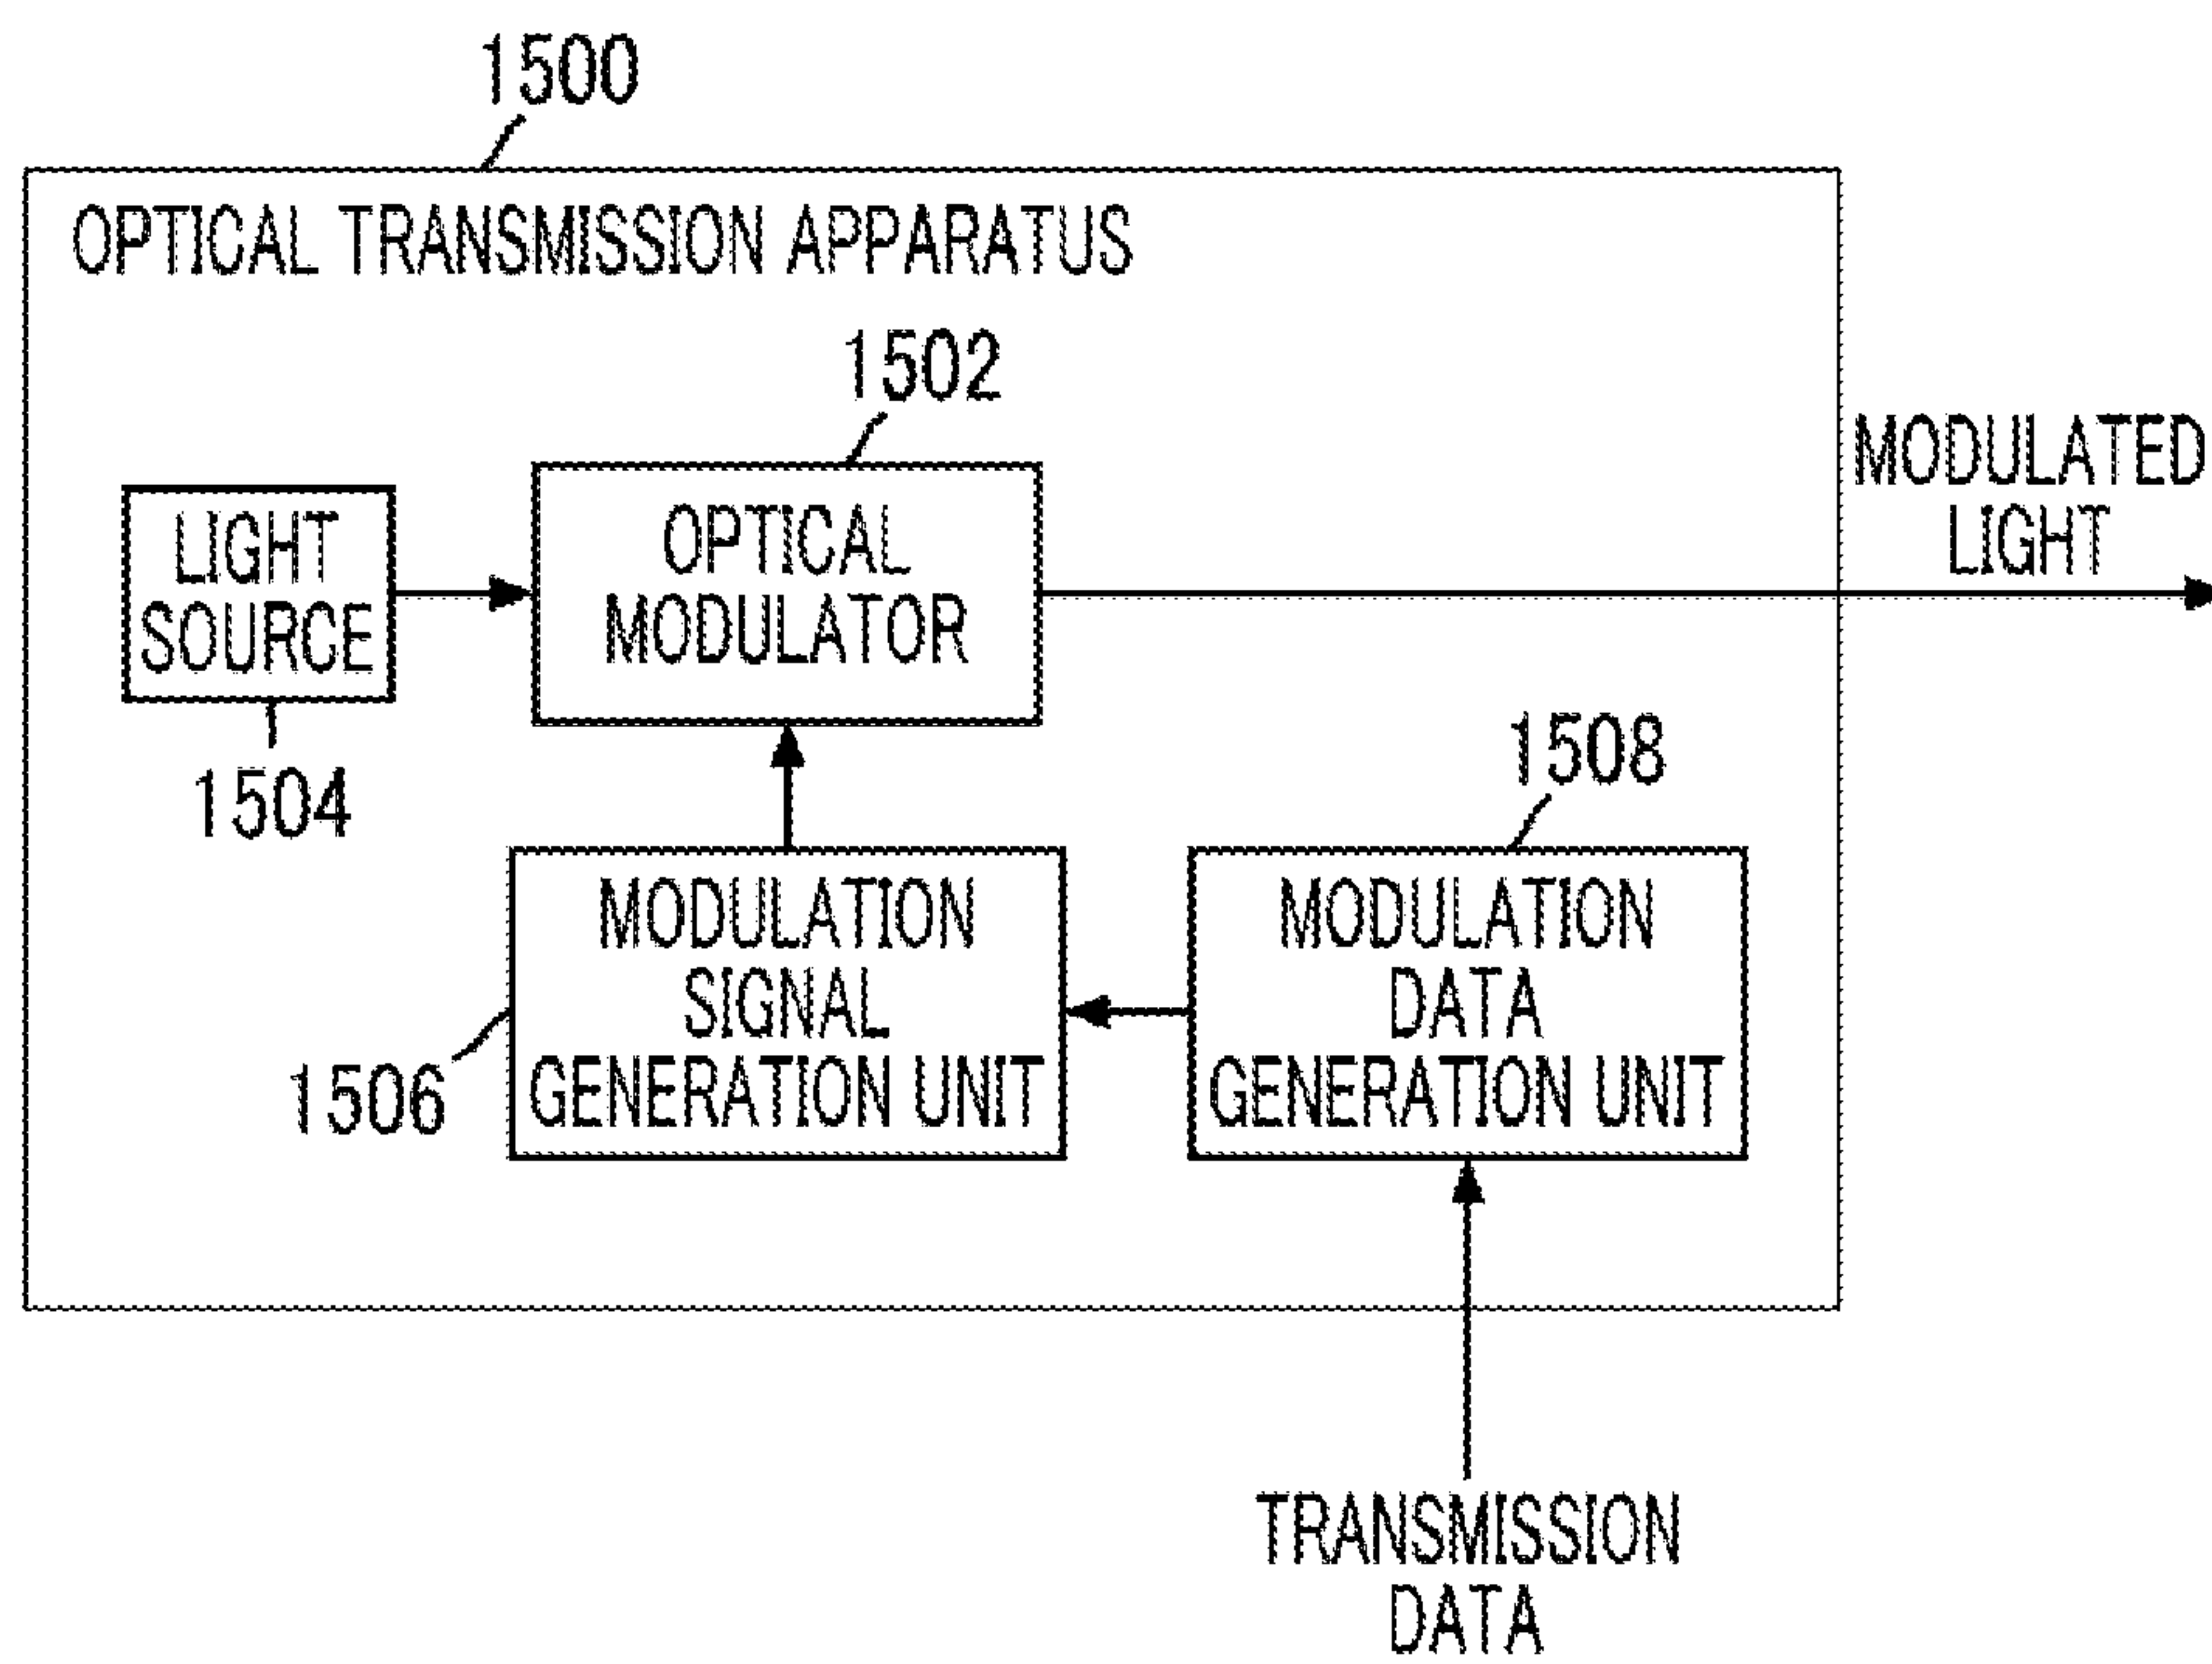 1500
OPTICAL TRANSMISSION APPARATUS
1502
MODULATED
LIGHT
LIGHT
SOURCE
OPTICAL
MODULATOR
1504
1508
MODULATION
SIGNAL
GENERATION UNIT
1506
MODULATION
DATA
GENERATION UNIT
TRANSMISSION
DATA